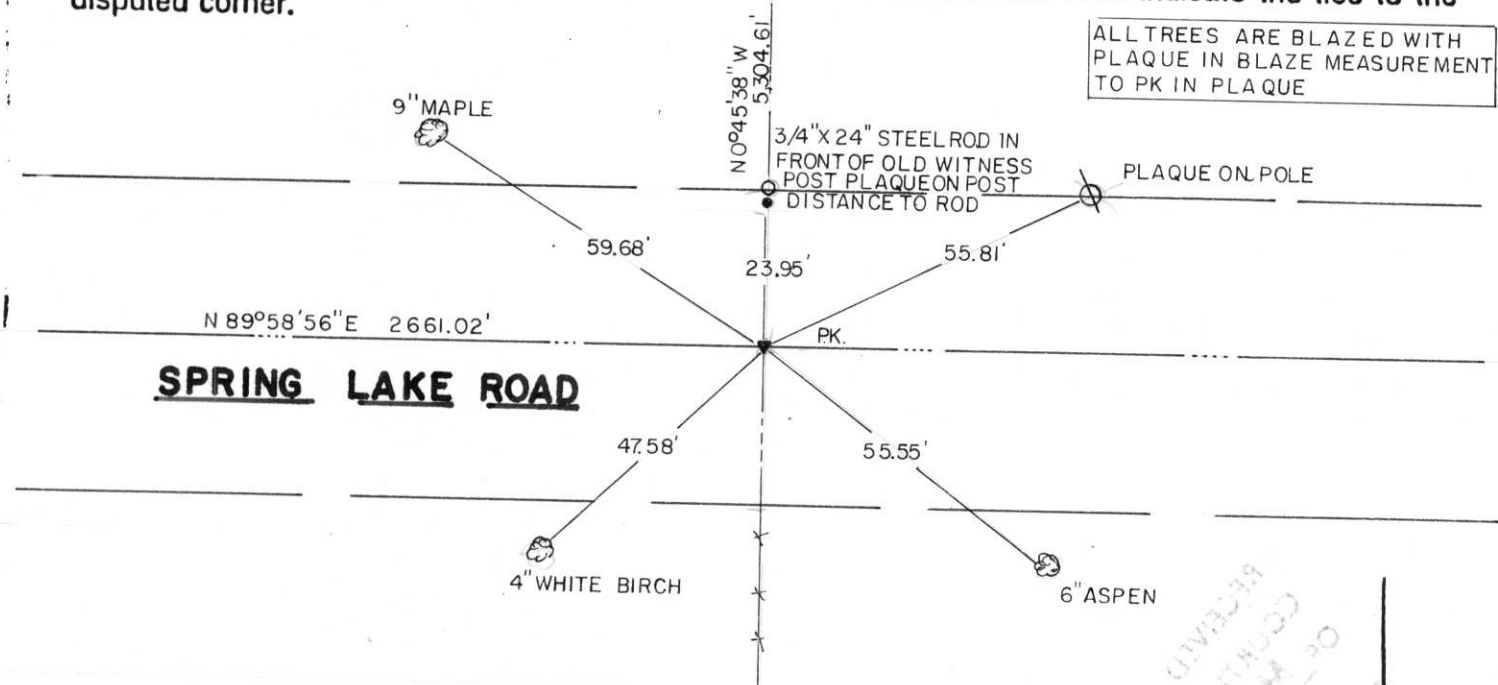 disputed corner.
indicate the ties to the
ALL TREES ARE BLAZED WITH
PLAQUE IN BLAZE MEASUREMENT
TO PK IN PLAQUE
N0°45'38"W
5,304.61'
9"MAPLE
3/4"X 24" STEEL ROD IN
FRONT OF OLD WITNESS
POST PLAQUE ON POST
DISTANCE TO ROD
PLAQUE ON POLE
59.68'
23.95'
55.81'
N 89°58'56"E 2661.02'
P.K.
SPRING LAKE ROAD
47.58'
55.55'
4"WHITE BIRCH
6"ASPEN
RECEIVED